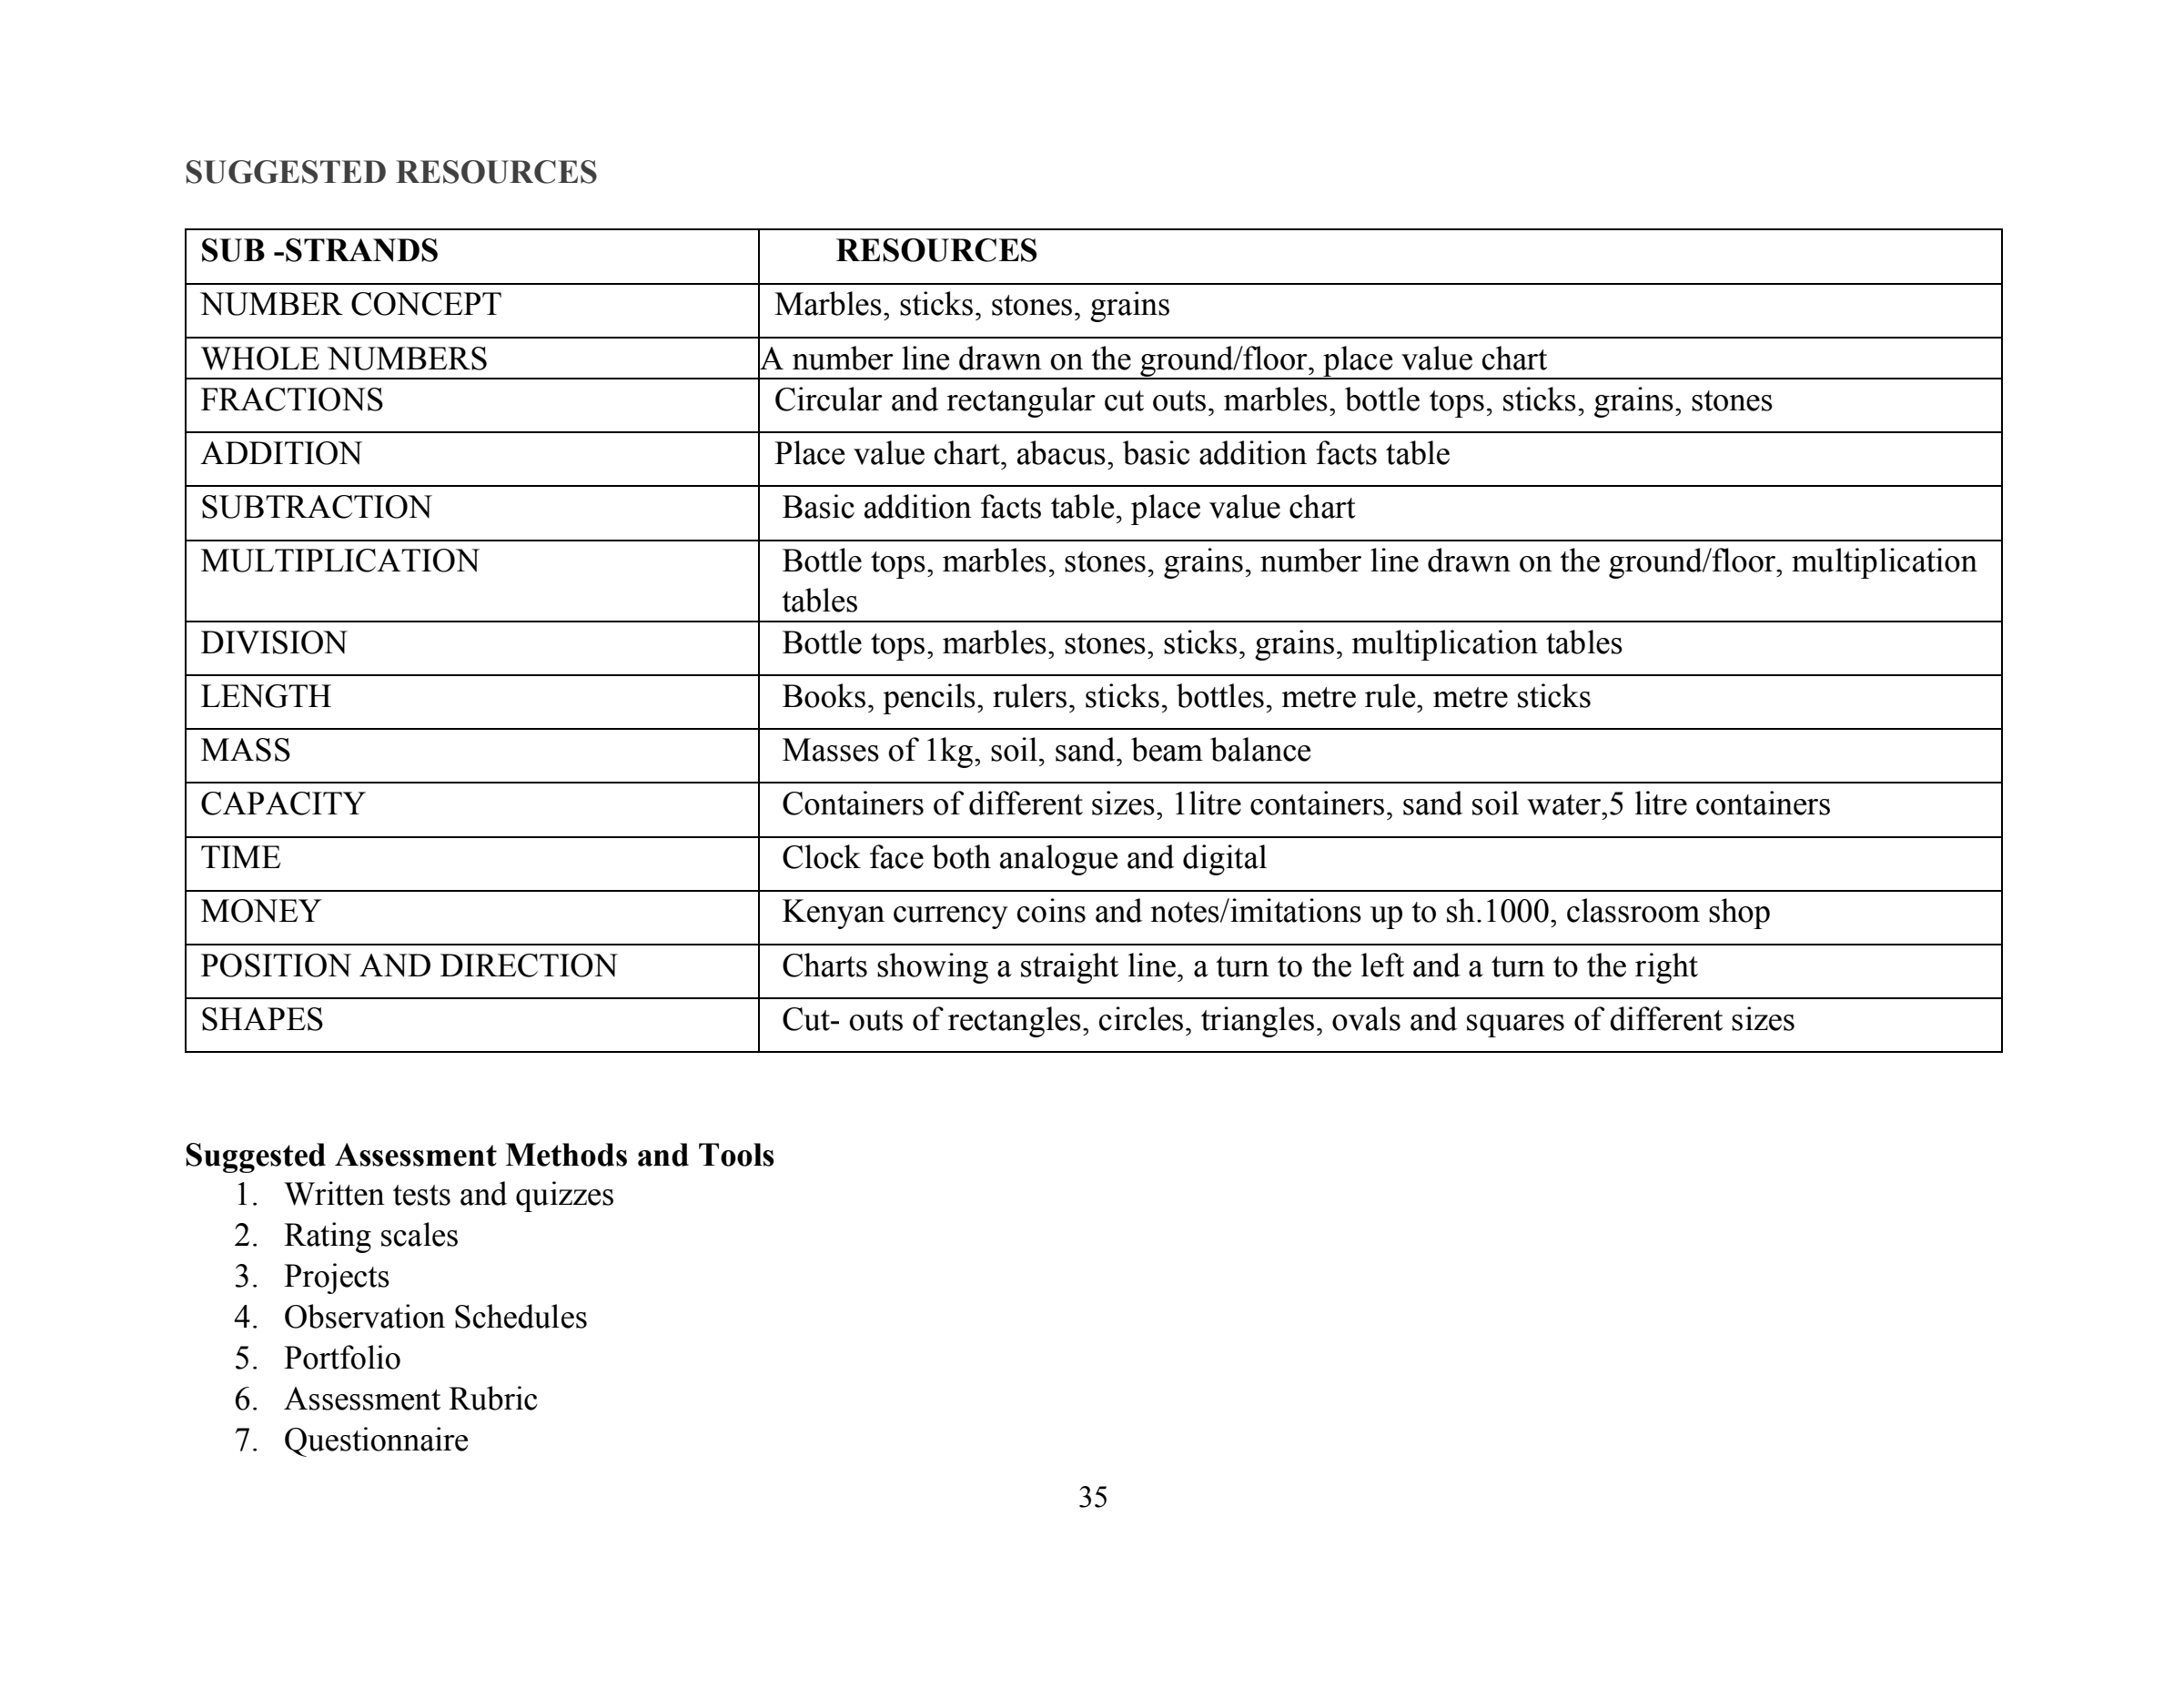 SUGGESTED RESOURCES
SUB -STRANDS RESOURCES
NUMBER CONCEPT Marbles, sticks, stones, grains
WHOLE NUMBERS A number line drawn on the ground/floor, place value chart
FRACTIONS Circular and rectangular cut outs, marbles, bottle tops, sticks, grains, stones
ADDITION Place value chart, abacus, basic addition facts table
SUBTRACTION Basic addition facts table, place value chart
MULTIPLICATION Bottle tops, marbles, stones, grains, number line drawn on the ground/floor, multiplication
tables
DIVISION Bottle tops, marbles, stones, sticks, grains, multiplication tables
LENGTH Books, pencils, rulers, sticks, bottles, metre rule, metre sticks
MASS Masses of 1kg, soil, sand, beam balance
CAPACITY Containers of different sizes, 1litre containers, sand soil water,5 litre containers
TIME Clock face both analogue and digital
MONEY Kenyan currency coins and notes/imitations up to sh.1000, classroom shop
POSITION AND DIRECTION Charts showing a straight line, a turn to the left and a turn to the right
SHAPES Cut- outs of rectangles, circles, triangles, ovals and squares of different sizes
Suggested Assessment Methods and Tools
1. Written tests and quizzes
2. Rating scales
3. Projects
4. Observation Schedules
5. Portfolio
6. Assessment Rubric
7. Questionnaire
35